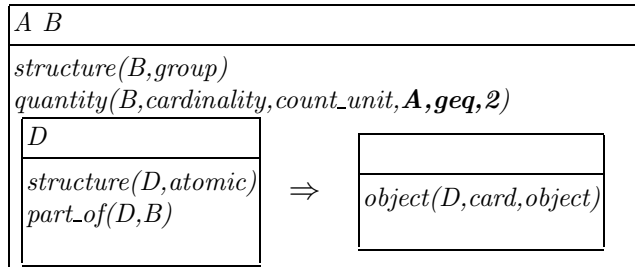 A B
structure(B,group)
quantity(B,cardinality,count_unit,A,geq,2)
D
structure(D,atomic)
part_of(D,B)
⇒
object(D,card,object)